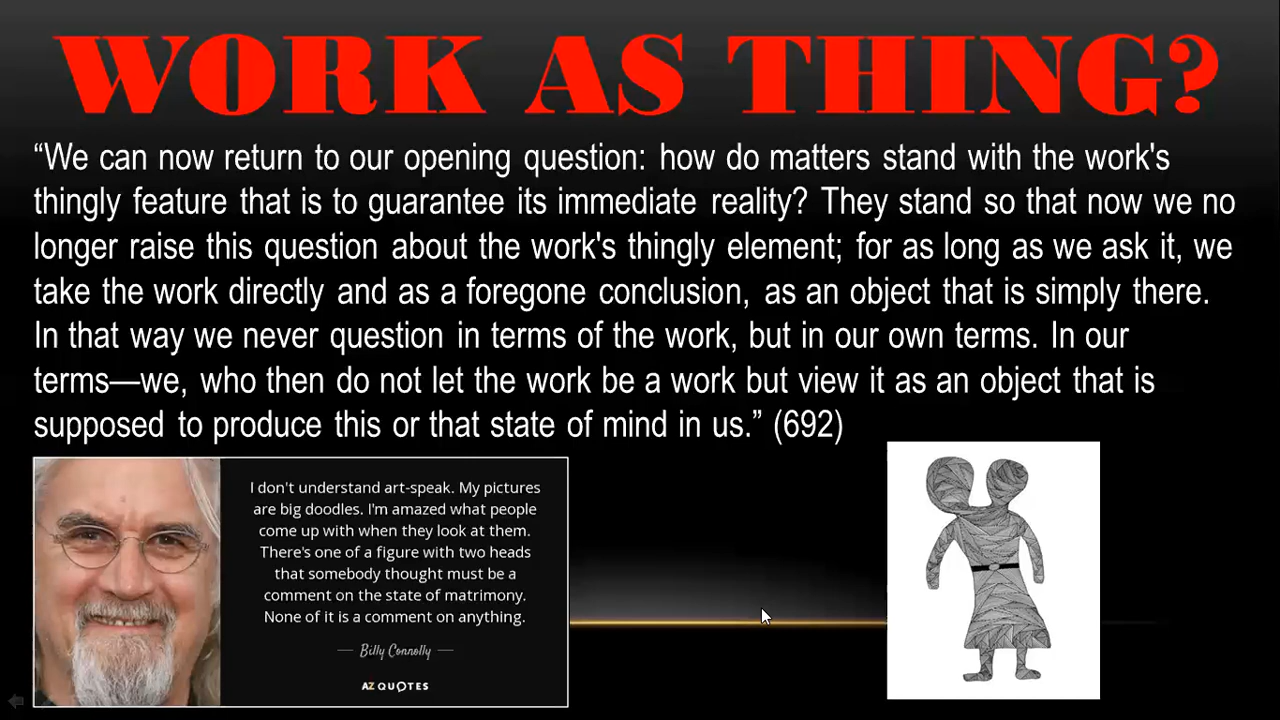 WORK AS THING?
“We can now return to our opening question: how do matters stand with the work's
thingly feature that is to guarantee its immediate reality? They stand so that now we no
longer raise this question about the work's thingly element; for as long as we ask it, we
take the work directly and as a foregone conclusion, as an object that is simply there.
In that way we never question in terms of the work, but in our own terms. In our
terms—we, who then do not let the work be a work but view it as an object that is
supposed to produce this or that state of mind in us.” (692)
I don't understand art-speak. My pictures
are big doodles. I'm amazed what people
come up with when they look at them.
There's one of a figure with two heads
that somebody thought must be a
comment on the state of matrimony.
None of it is a comment on anything.
— Billy Connolly —
AZ QUOTES